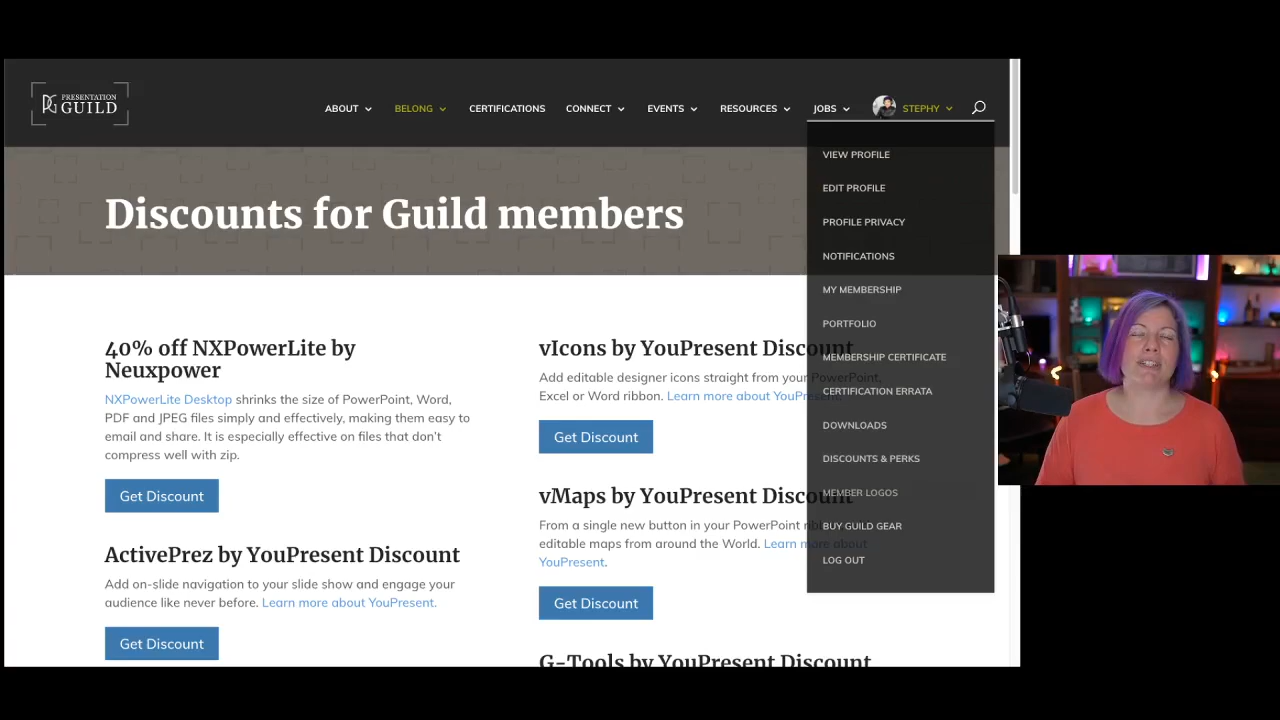 PRESENTATION
GUILD
ABOUT
BELONG
CERTIFICATIONS
CONNECT
EVENTS
RESOURCES
JOBS
STEPHY
Discounts for Guild members
VIEW PROFILE
EDIT PROFILE
PROFILE PRIVACY
NOTIFICATIONS
MY MEMBERSHIP
PORTFOLIO
MEMBERSHIP CERTIFICATE
CERTIFICATION ERRATA
DOWNLOADS
DISCOUNTS & PERKS
MEMBER LOGOS
BUY GUILD GEAR
LOG OUT
40% off NXPowerLite by
Neuxpower
NXPowerLite Desktop shrinks the size of PowerPoint, Word,
PDF and JPEG files simply and effectively, making them easy to
email and share. It is especially effective on files that don't
compress well with zip.
Get Discount
ActivePrez by YouPresent Discount
Add on-slide navigation to your slide show and engage your
audience like never before. Learn more about YouPresent.
Get Discount
vIcons by YouPresent Discount
Add editable designer icons straight from your PowerPoint,
Excel or Word ribbon. Learn more about YouPresent.
Get Discount
vMaps by YouPresent Discount
From a single new button in your PowerPoint
editable maps from around the World. Learn more about
YouPresent.
Get Discount
G-Tools by YouPresent Discount